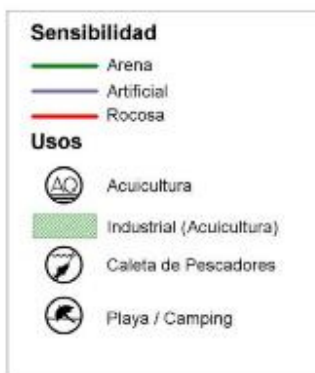 Sensibilidad
Arena
Artificial
Rocosa
Usos
AQ
Acuicultura
Industrial (Acuicultura)
Caleta de Pescadores
Playa / Camping